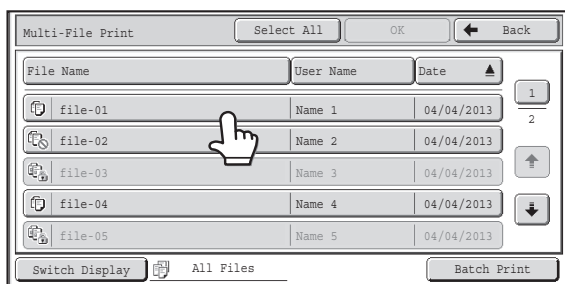 Multi-File Print Select All OK Back
File Name User Name Date
file-01 Name 1 04/04/2013
file-02 Name 2 04/04/2013
file-03 Name 3 04/04/2013
file-04 Name 4 04/04/2013
file-05 Name 5 04/04/2013
1
2
Switch Display All Files Batch Print